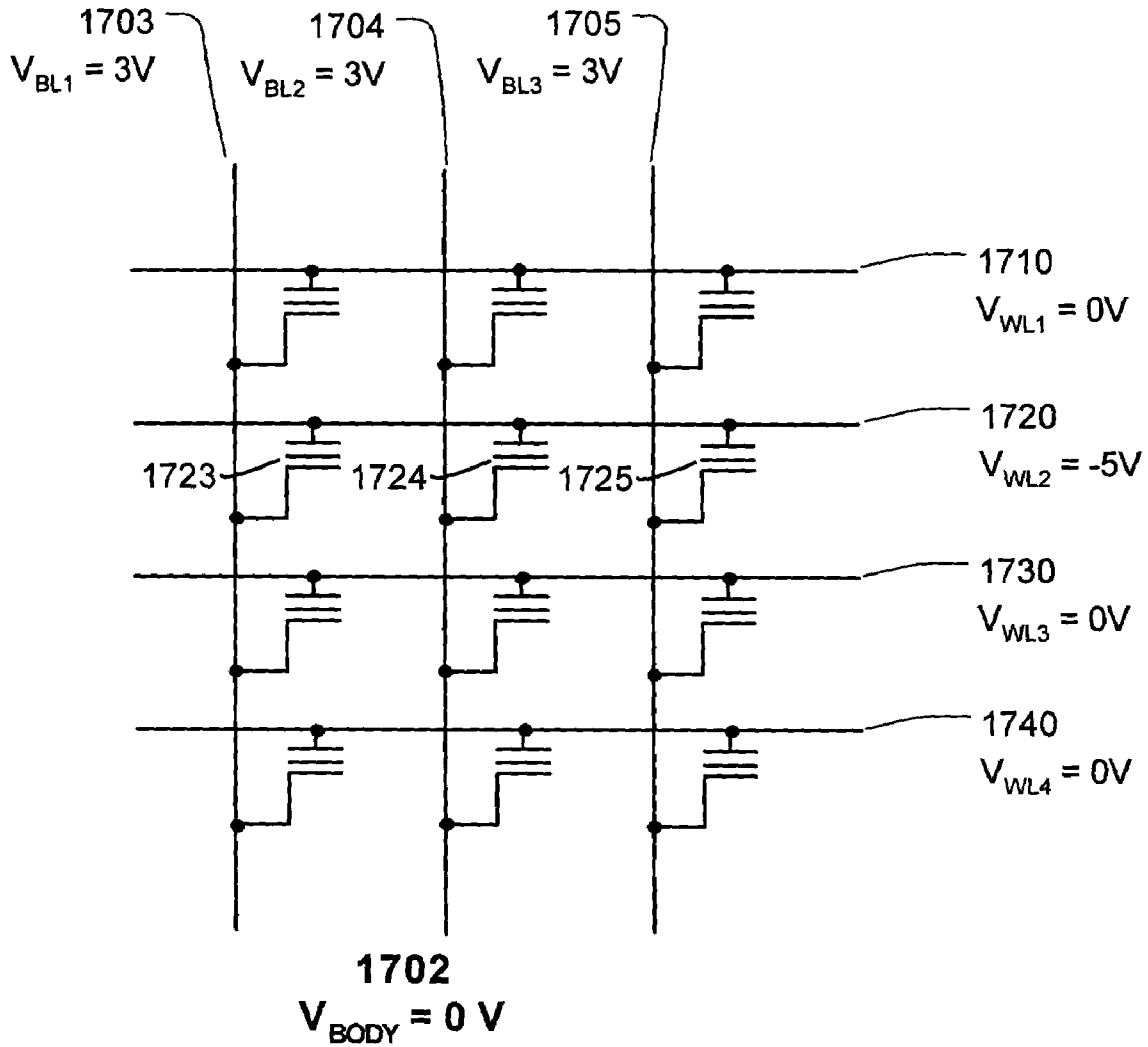 1703
V_BL1 = 3V
1704
V_BL2 = 3V
1705
V_BL3 = 3V
1710
V_WL1 = 0V
1720
V_WL2 = -5V
1723
1724
1725
1730
V_WL3 = 0V
1740
V_WL4 = 0V
1702
V_BODY = 0 V